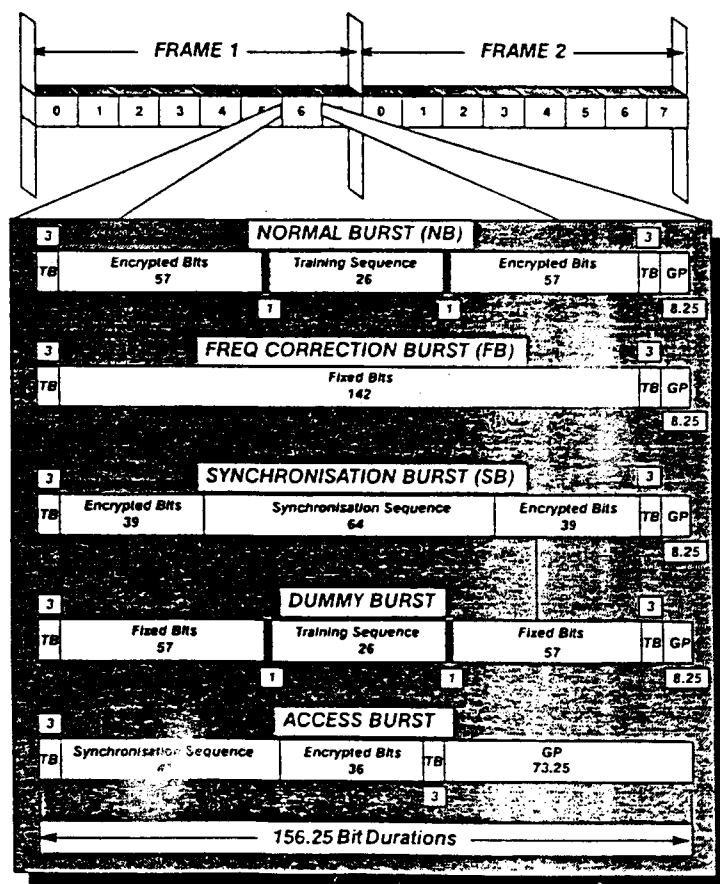 FRAME 1 FRAME 2
0 1 2 3 4 5 6 0 1 2 3 4 5 6 7
NORMAL BURST (NB)
3 3
TB Encrypted Bits 57 Training Sequence 26 Encrypted Bits 57 TB GP
1 1 8.25
FREQ CORRECTION BURST (FB)
3 3
TB Fixed Bits 142 TB GP
8.25
SYNCHRONISATION BURST (SB)
3 3
TB Encrypted Bits 39 Synchronisation Sequence 64 Encrypted Bits 39 TB GP
8.25
DUMMY BURST
3 3
TB Fixed Bits 57 Training Sequence 26 Fixed Bits 57 TB GP
1 1 8.25
ACCESS BURST
3
TB Synchronisation Sequence Encrypted Bits 36 TB GP 73.25
3
156.25 Bit Durations